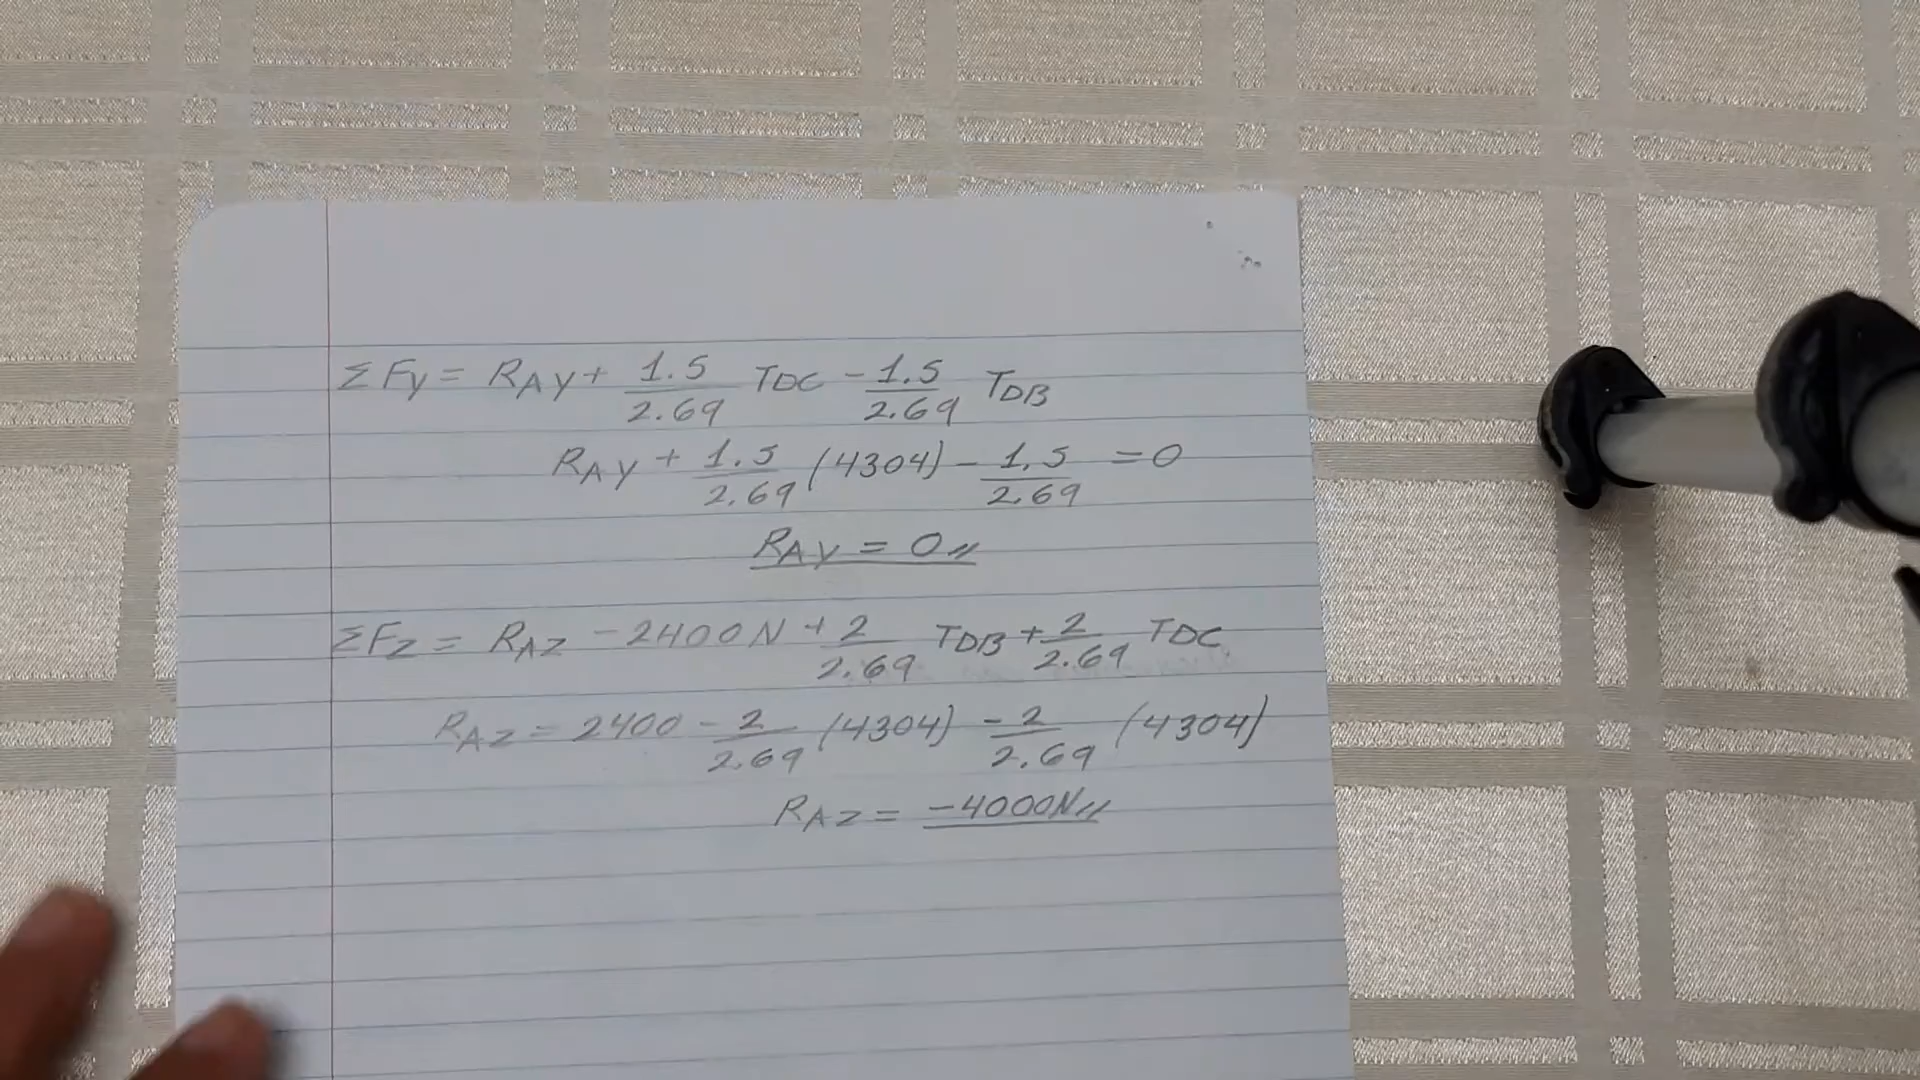 ΣFy = RAy + 1.5/2.69 TDC - 1.5/2.69 TDB
RAy + 1.5/2.69 (4304) - 1.5/2.69 = 0
RAy = 0//
ΣFz = RAz - 2400N + 2/2.69 TDB + 2/2.69 TDC
RAz = 2400 - 2/2.69 (4304) - 2/2.69 (4304)
RAz = -4000N//